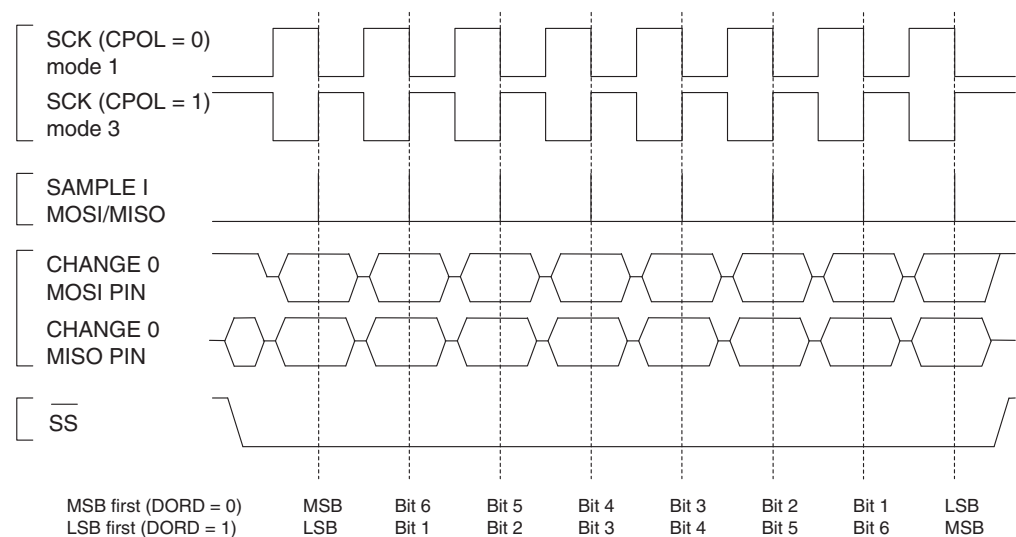 SCK (CPOL = 0)
mode 1
SCK (CPOL = 1)
mode 3
SAMPLE I
MOSI/MISO
CHANGE 0
MOSI PIN
CHANGE 0
MISO PIN
SS
MSB first (DORD = 0) MSB Bit 6 Bit 5 Bit 4 Bit 3 Bit 2 Bit 1 LSB
LSB first (DORD = 1) LSB Bit 1 Bit 2 Bit 3 Bit 4 Bit 5 Bit 6 MSB